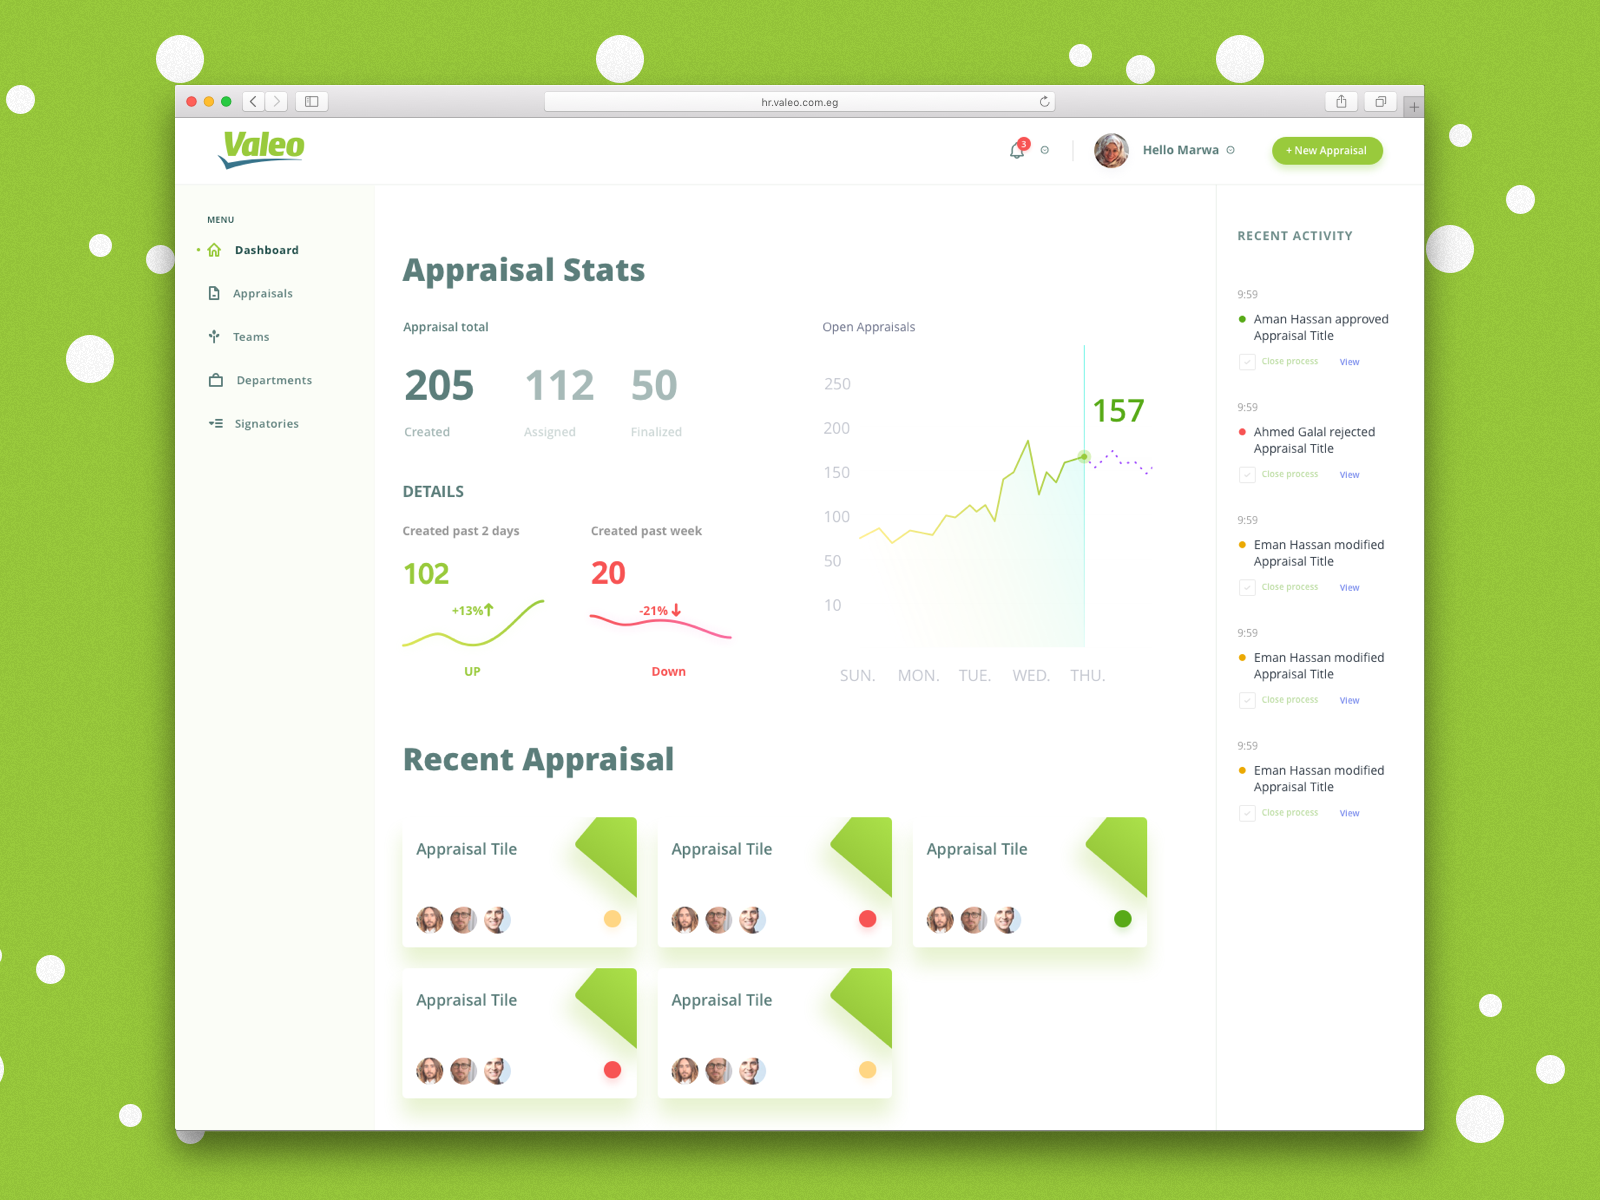 hr.valeo.com.eg
Valeo
3
Hello Marwa
+ New Appraisal
MENU
Dashboard
Appraisals
Teams
Departments
Signatories
Appraisal Stats
Appraisal total
205
112
50
Created
Assigned
Finalized
DETAILS
Created past 2 days
Created past week
102
20
+13%
-21%
UP
Down
Open Appraisals
250
200
150
100
50
10
157
SUN.
MON.
TUE.
WED.
THU.
Recent Appraisal
Appraisal Tile
Appraisal Tile
Appraisal Tile
Appraisal Tile
Appraisal Tile
RECENT ACTIVITY
9:59
Aman Hassan approved
Appraisal Title
Close process View
9:59
Ahmed Galal rejected
Appraisal Title
Close process View
9:59
Eman Hassan modified
Appraisal Title
Close process View
9:59
Eman Hassan modified
Appraisal Title
Close process View
9:59
Eman Hassan modified
Appraisal Title
Close process View